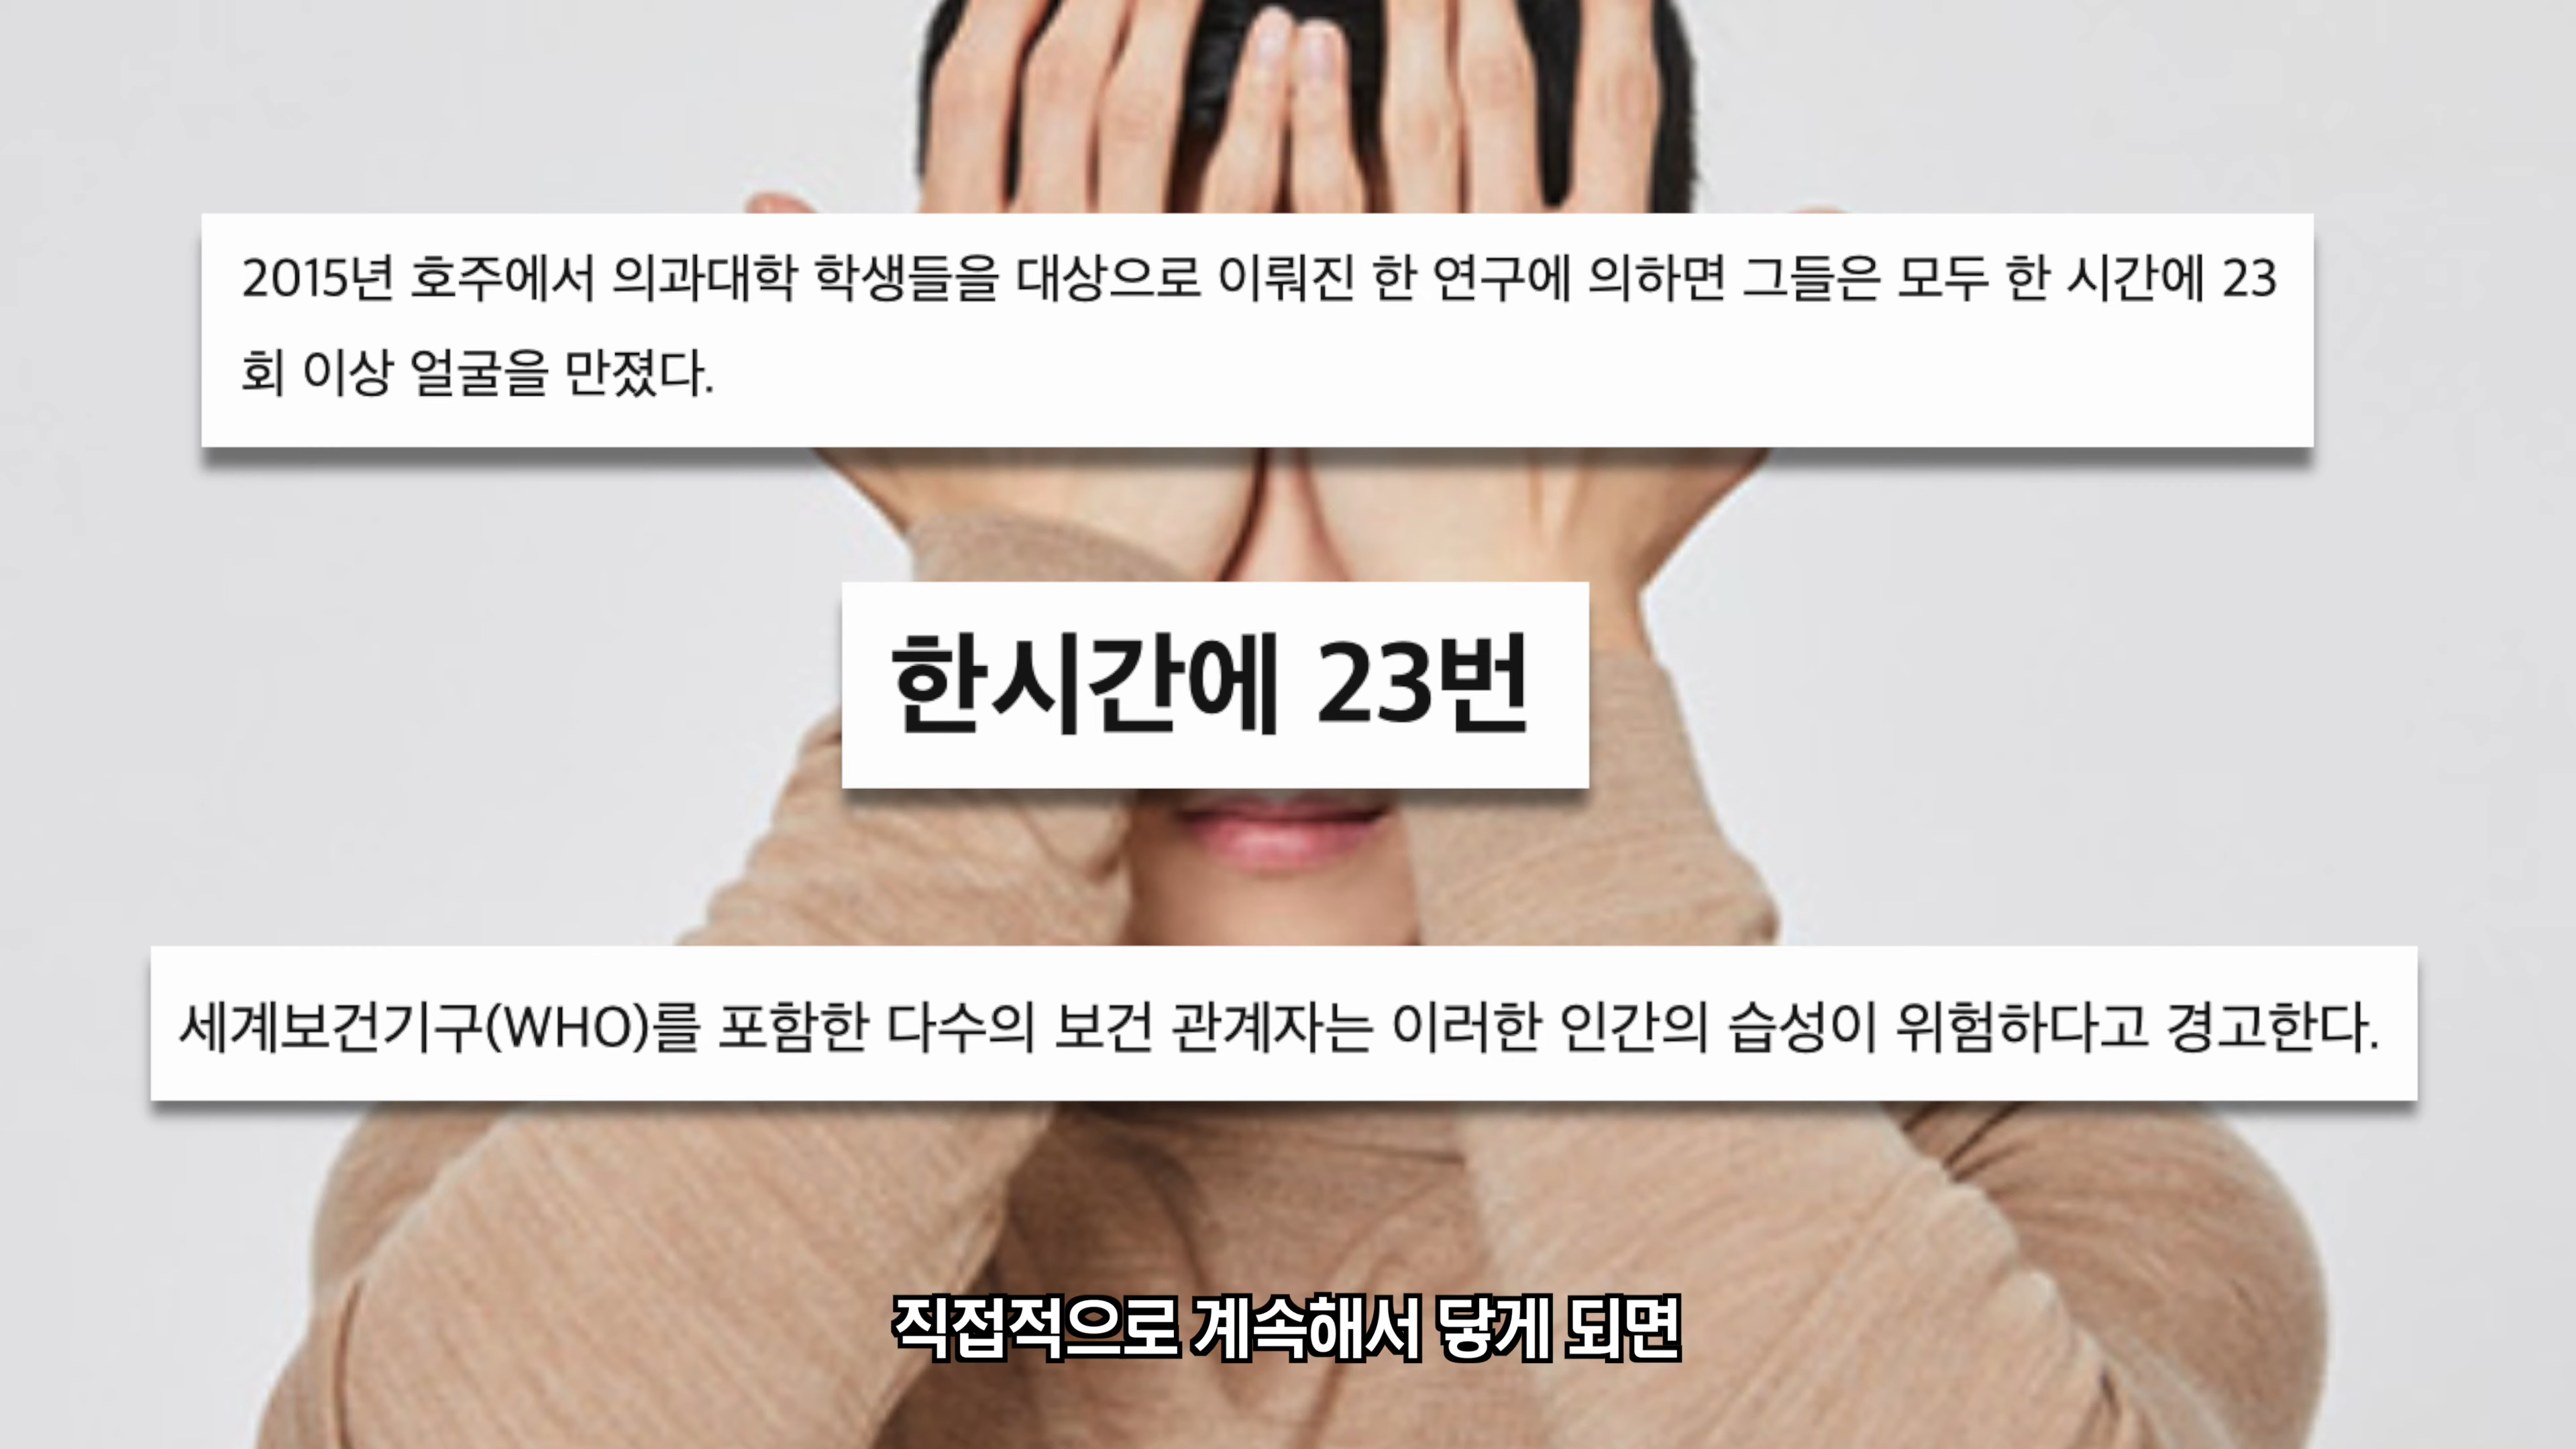 2015년 호주에서 의과대학 학생들을 대상으로 이뤄진 한 연구에 의하면 그들은 모두 한 시간에 23
회 이상 얼굴을 만졌다.
한시간에 23번
세계보건기구(WHO)를 포함한 다수의 보건 관계자는 이러한 인간의 습성이 위험하다고 경고한다.
직접적으로 계속해서 닿게 되면